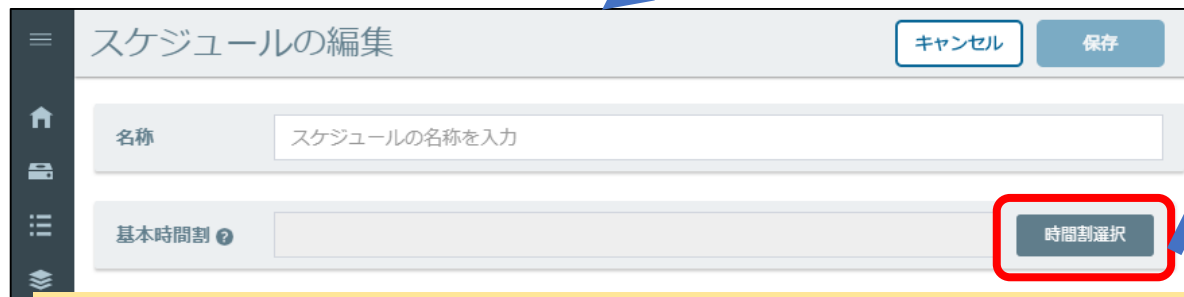 スケジュールの編集
キャンセル
保存
名称
スケジュールの名称を入力
基本時間割
時間割選択